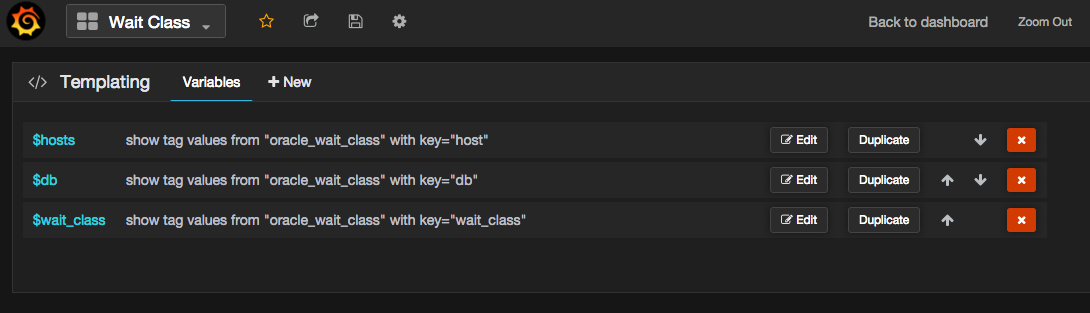 Wait Class Back to dashboard Zoom Out
</> Templating Variables + New
$hosts show tag values from "oracle_wait_class" with key="host" Edit Duplicate
$db show tag values from "oracle_wait_class" with key="db" Edit Duplicate
$wait_class show tag values from "oracle_wait_class" with key="wait_class" Edit Duplicate